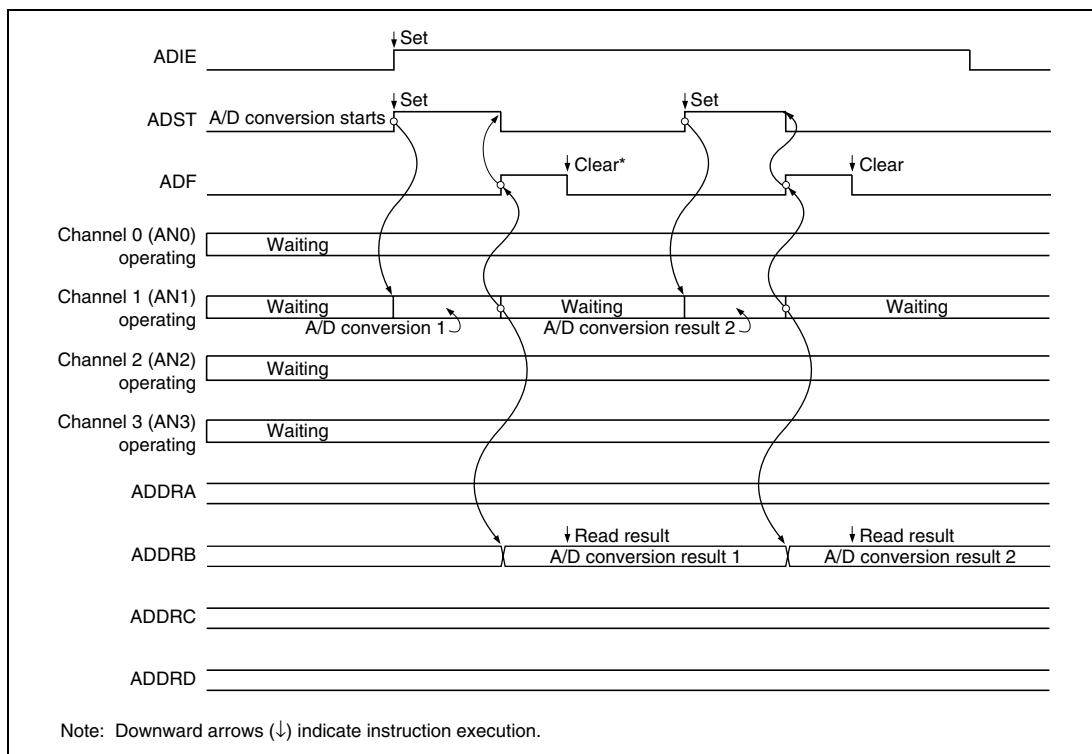 ADIE
↓Set
ADST
A/D conversion starts
↓Set
↓Set
ADF
↓Clear*
↓Clear
Channel 0 (AN0)
operating
Waiting
Channel 1 (AN1)
operating
Waiting
Waiting
Waiting
A/D conversion 1
A/D conversion result 2
Channel 2 (AN2)
operating
Waiting
Channel 3 (AN3)
operating
Waiting
ADDRA
ADDRB
↓Read result
↓Read result
A/D conversion result 1
A/D conversion result 2
ADDRC
ADDRD
Note: Downward arrows (↓) indicate instruction execution.